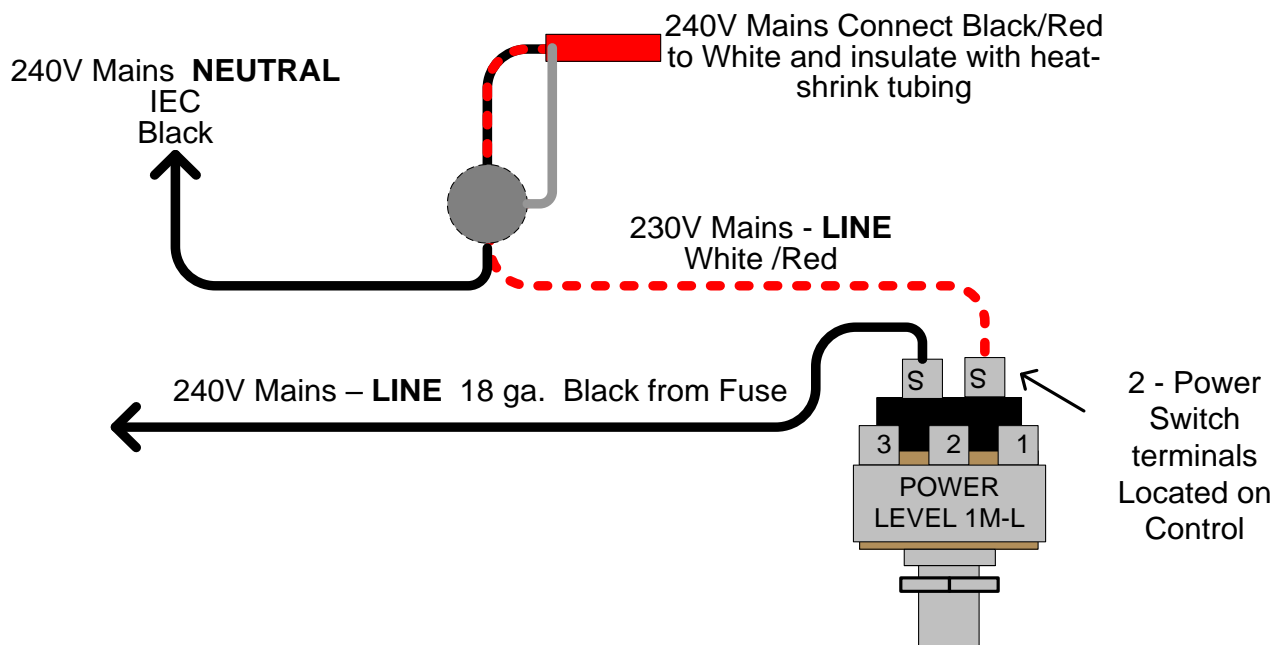 240V Mains Connect Black/Red
to White and insulate with heat-
shrink tubing
240V Mains NEUTRAL
IEC
Black
230V Mains - LINE
White /Red
240V Mains – LINE 18 ga. Black from Fuse
S S
2 - Power
Switch
terminals
Located on
Control
3 2 1
POWER
LEVEL 1M-L